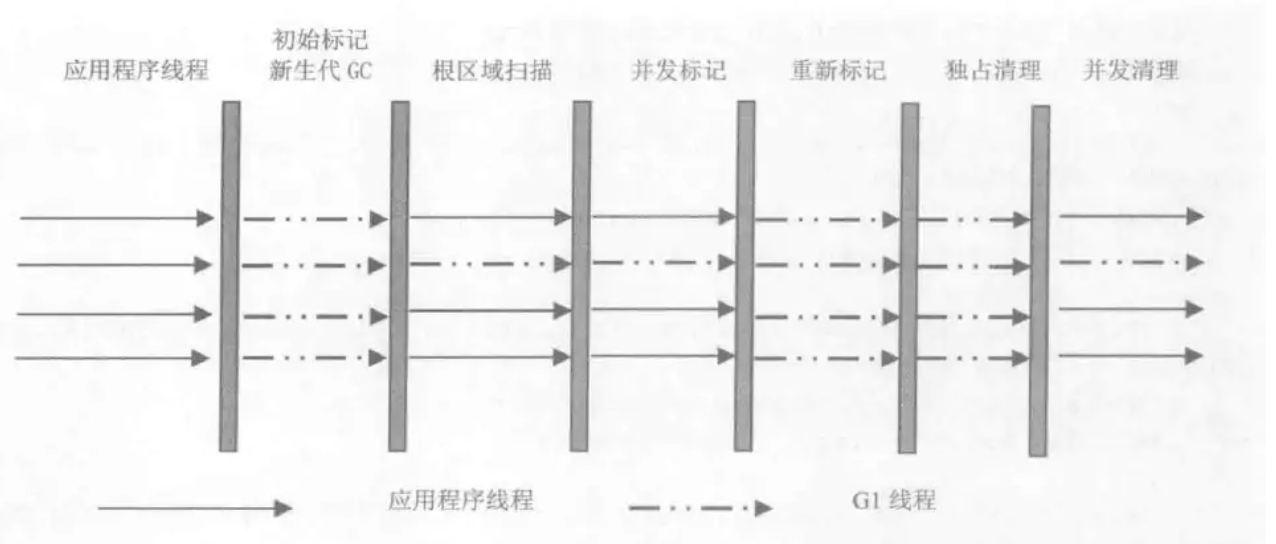 应用程序线程
初始标记
新生代 GC
根区域扫描
并发标记
重新标记
独占清理
并发清理
应用程序线程
G1 线程